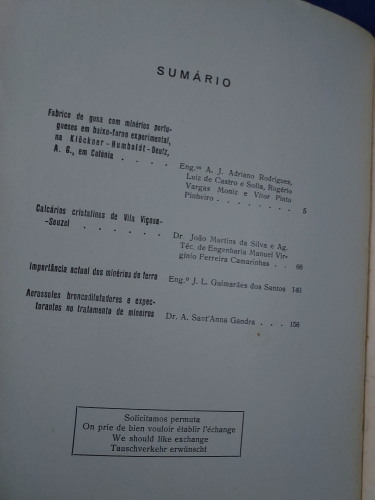 SUMÁRIO
Fabrico de gusa com minérios portu-
gueses em baixo-forno experimental,
na Klöckner-Humboldt-Deutz,
A. G., em Colónia . . . .
Eng.os A. J. Adriano Rodrigues,
Luiz de Castro e Solla, Rogério
Vargas Moniz e Vitor Pinto
Pinheiro . . . . . . . . 5
Calcários cristalinos de Vila Viçosa-
-Souzel . . . . . .
Dr. João Martins da Silva e Ag.
Téc. de Engenharia Manuel Vir-
gínio Ferreira Camarinhas . . 66
Importância actual dos minérios de ferro
Eng.º J. L. Guimarães dos Santos 140
Aerossoles broncodilatadores e expec-
torantes no tratamento de mineiros
Dr. A. Sant'Anna Gandra . . . 156
Solicitamos permuta
On prie de bien vouloir établir l'échange
We should like exchange
Tauschverkehr erwünscht